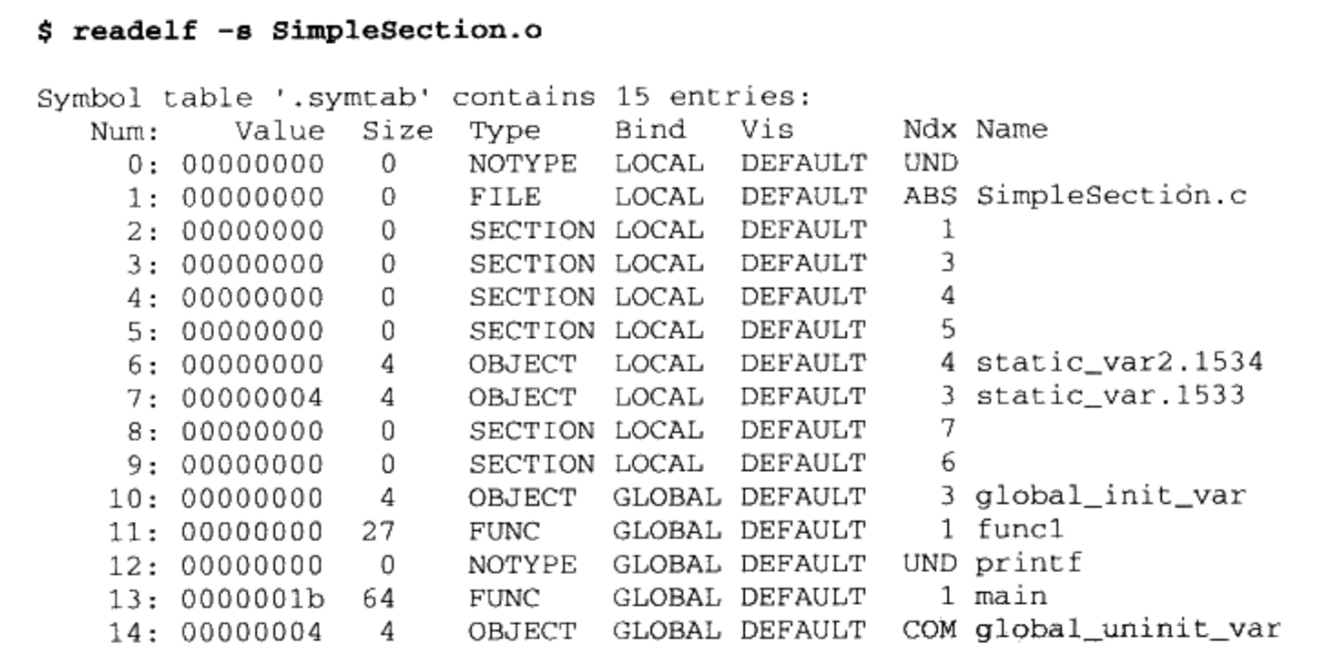 $ readelf -s SimpleSection.o
Symbol table '.symtab' contains 15 entries:
Num: Value Size Type Bind Vis Ndx Name
0: 00000000 0 NOTYPE LOCAL DEFAULT UND
1: 00000000 0 FILE LOCAL DEFAULT ABS SimpleSection.c
2: 00000000 0 SECTION LOCAL DEFAULT 1
3: 00000000 0 SECTION LOCAL DEFAULT 3
4: 00000000 0 SECTION LOCAL DEFAULT 4
5: 00000000 0 SECTION LOCAL DEFAULT 5
6: 00000000 4 OBJECT LOCAL DEFAULT 4 static_var2.1534
7: 00000004 4 OBJECT LOCAL DEFAULT 3 static_var.1533
8: 00000000 0 SECTION LOCAL DEFAULT 7
9: 00000000 0 SECTION LOCAL DEFAULT 6
10: 00000000 4 OBJECT GLOBAL DEFAULT 3 global_init_var
11: 00000000 27 FUNC GLOBAL DEFAULT 1 func1
12: 00000000 0 NOTYPE GLOBAL DEFAULT UND printf
13: 0000001b 64 FUNC GLOBAL DEFAULT 1 main
14: 00000004 4 OBJECT GLOBAL DEFAULT COM global_uninit_var